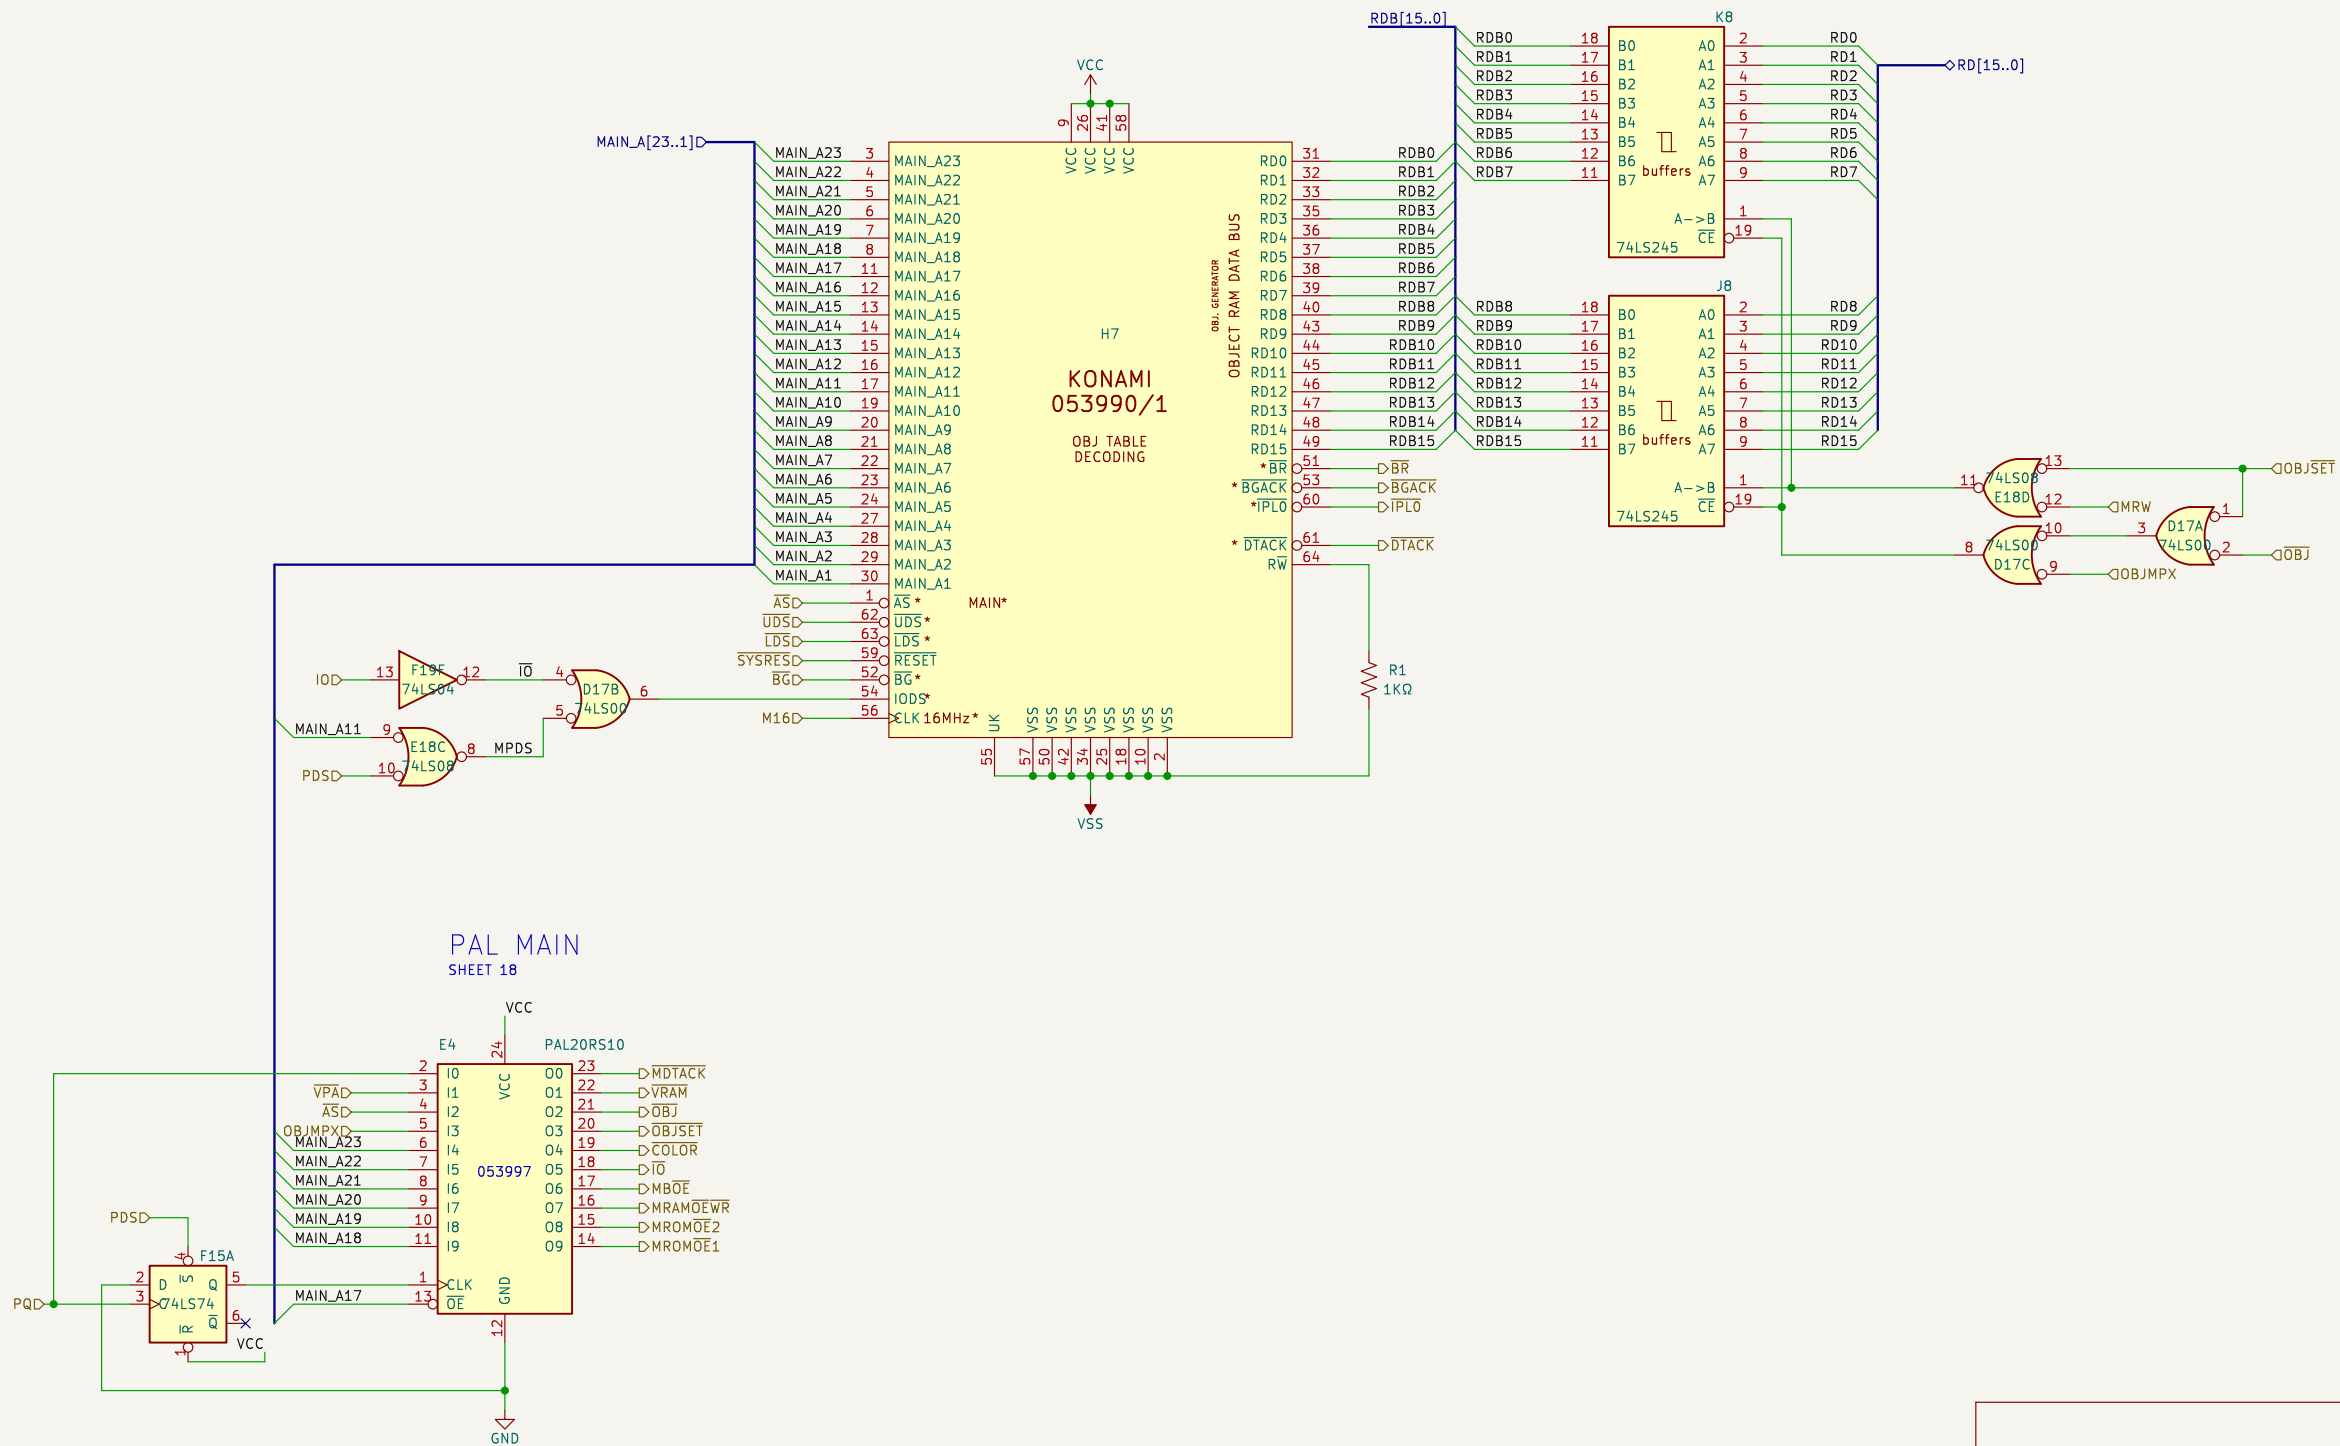 RDB[15..0]
K8
RDB0 18 B0 A0 2 RD0
RDB1 17 B1 A1 3 RD1
RD[15..0]
RDB2 16 B2 A2 4 RD2
RDB3 15 B3 A3 5 RD3
RDB4 14 B4 A4 6 RD4
RDB5 13 B5 A5 7 RD5
RDB6 12 B6 A6 8 RD6
buffers
RDB7 11 B7 A7 9 RD7
A->B 1
CE 19
74LS245
J8
RDB8 18 B0 A0 2 RD8
RDB9 17 B1 A1 3 RD9
RDB10 16 B2 A2 4 RD10
RDB11 15 B3 A3 5 RD11
RDB12 14 B4 A4 6 RD12
RDB13 13 B5 A5 7 RD13
RDB14 12 B6 A6 8 RD14
buffers
RDB15 11 B7 A7 9 RD15
A->B 1
CE 19
74LS245
VCC
9 26 41 58
VCC VCC VCC VCC
MAIN_A[23..1]
MAIN_A23 3 MAIN_A23 RD0 31 RDB0
MAIN_A22 4 MAIN_A22 RD1 32 RDB1
MAIN_A21 5 MAIN_A21 RD2 33 RDB2
MAIN_A20 6 MAIN_A20 RD3 35 RDB3
MAIN_A19 7 MAIN_A19 RD4 36 RDB4
MAIN_A18 8 MAIN_A18 RD5 37 RDB5
MAIN_A17 11 MAIN_A17 RD6 38 RDB6
MAIN_A16 12 MAIN_A16 RD7 39 RDB7
MAIN_A15 13 MAIN_A15 RD8 40 RDB8
MAIN_A14 14 MAIN_A14 RD9 43 RDB9
MAIN_A13 15 MAIN_A13 RD10 44 RDB10
MAIN_A12 16 MAIN_A12 RD11 45 RDB11
MAIN_A11 17 MAIN_A11 RD12 46 RDB12
MAIN_A10 19 MAIN_A10 RD13 47 RDB13
MAIN_A9 20 MAIN_A9 RD14 48 RDB14
MAIN_A8 21 MAIN_A8 RD15 49 RDB15
MAIN_A7 22 MAIN_A7 *BR 51 BR
MAIN_A6 23 MAIN_A6 * BGACK 53 BGACK
MAIN_A5 24 MAIN_A5 *IPL0 60 IPL0
MAIN_A4 27 MAIN_A4
MAIN_A3 28 MAIN_A3 * DTACK 61 DTACK
MAIN_A2 29 MAIN_A2 RW 64
MAIN_A1 30 MAIN_A1
AS 1 AS * MAIN*
UDS 62 UDS*
LDS 63 LDS *
SYSRES 59 RESET
BG 52 BG*
54 IODS*
M16 56 CLK 16MHz*
OBJ. GENERATOR
OBJECT RAM DATA BUS
H7
KONAMI
053990/1
OBJ TABLE
DECODING
UK VSS VSS VSS VSS VSS VSS VSS VSS
55 57 50 42 34 25 18 10 2
VSS
R1
1KΩ
13 OBJSET
11 74LS08
E18D
12 MRW
1
D17A
10 3 74LS00
8 74LS00
D17C
2 OBJ
9 OBJMPX
IO 13 F19F 12 IO 4
74LS04
D17B 6
74LS00
5
MAIN_A11 9
E18C 8 MPDS
74LS08
PDS 10
PAL MAIN
SHEET 18
VCC
24
E4 PAL20RS10
VCC
2 I0 O0 23 MDTACK
VPA 3 I1 O1 22 VRAM
AS 4 I2 O2 21 OBJ
OBJMPX 5 I3 O3 20 OBJSET
MAIN_A23 6 I4 O4 19 COLOR
MAIN_A22 7 I5 O5 18 IO
053997
MAIN_A21 8 I6 O6 17 MBOE
MAIN_A20 9 I7 O7 16 MRAMOEWR
MAIN_A19 10 I8 O8 15 MROMOE2
MAIN_A18 11 I9 O9 14 MROMOE1
1 CLK
MAIN_A17 13 OE
GND
12
PDS
4 F15A
S
2 D Q 5
PQ 3 C 74LS74
R Q 6
1
VCC
GND